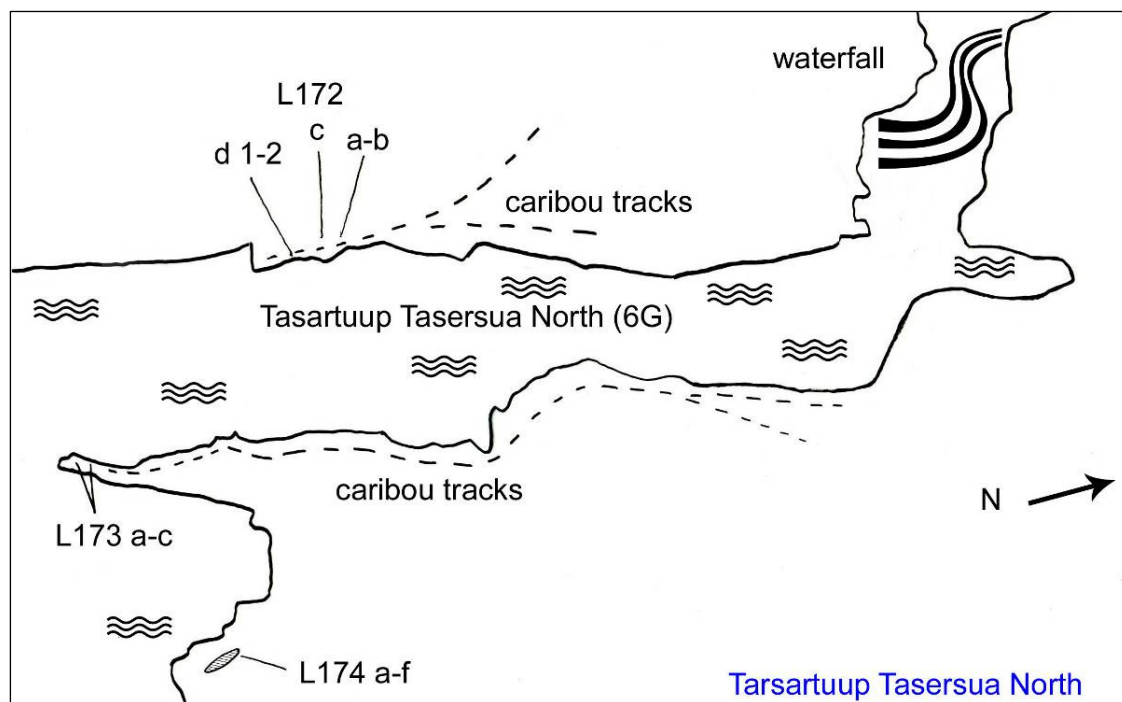 waterfall
L172
c
a-b
d 1-2
caribou tracks
Tasartuup Tasersua North (6G)
caribou tracks
N
L173 a-c
L174 a-f
Tarsartuup Tasersua North